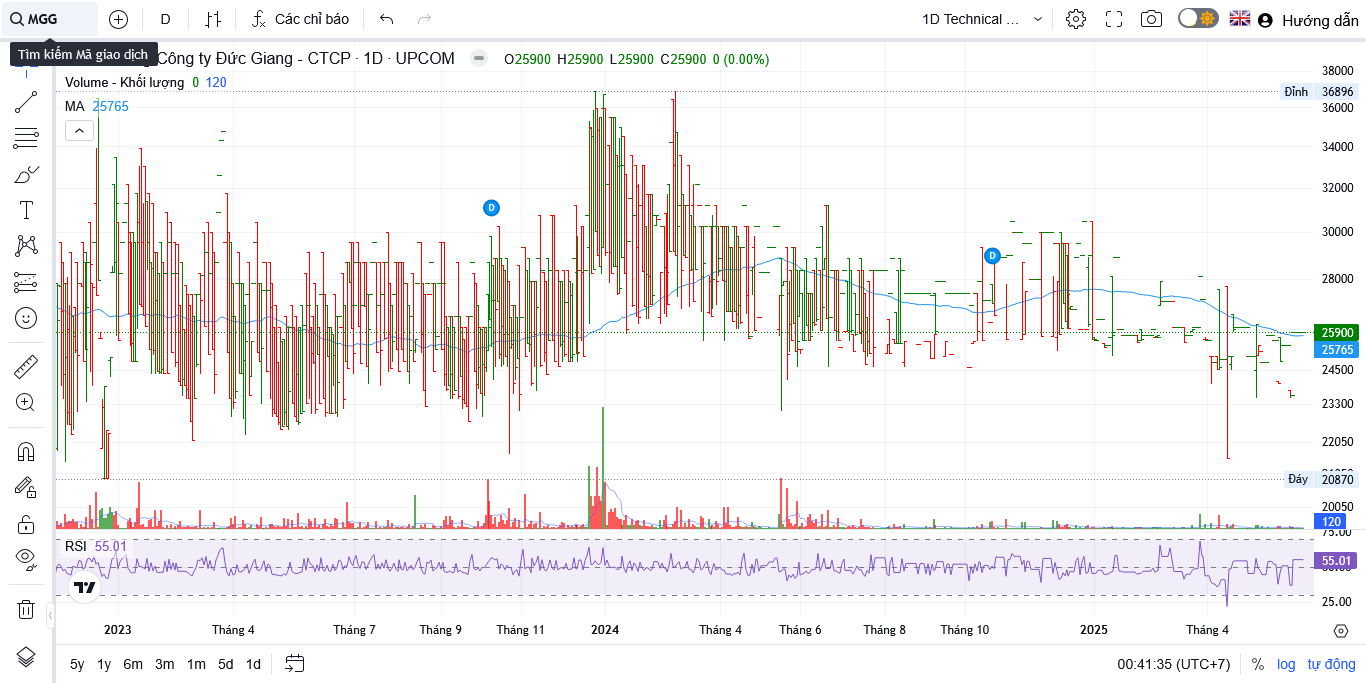 MGG
D
Các chỉ báo
1D Technical ...
Hướng dẫn
Tìm kiếm Mã giao dịch
Công ty Đức Giang - CTCP · 1D · UPCOM
O25900 H25900 L25900 C25900 0 (0.00%)
Volume - Khối lượng 0 120
MA 25765
38000
Đỉnh 36896
36000
34000
32000
30000
28000
25900
25765
24500
23300
22050
Đáy 20870
20050
120
75.00
RSI 55.01
55.01
25.00
D
D
2023 Tháng 4 Tháng 7 Tháng 9 Tháng 11 2024 Tháng 4 Tháng 6 Tháng 8 Tháng 10 2025 Tháng 4
5y 1y 6m 3m 1m 5d 1d
00:41:35 (UTC+7) % log tự động